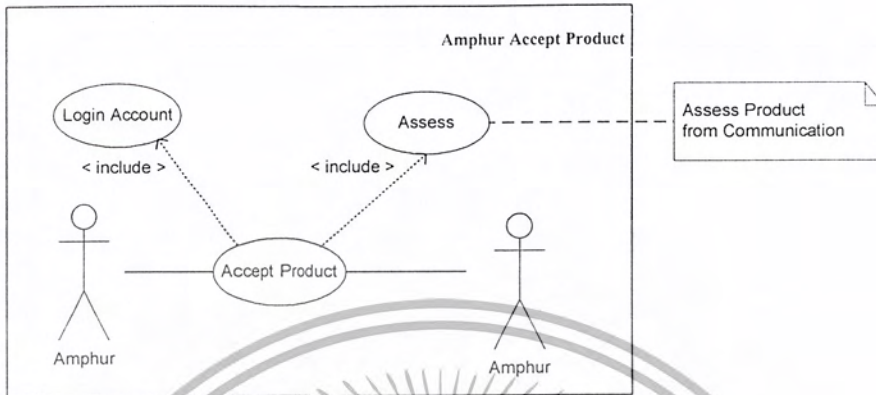 Amphur Accept Product
Login Account
Assess
Assess Product
from Communication
< include >
< include >
Accept Product
Amphur
Amphur